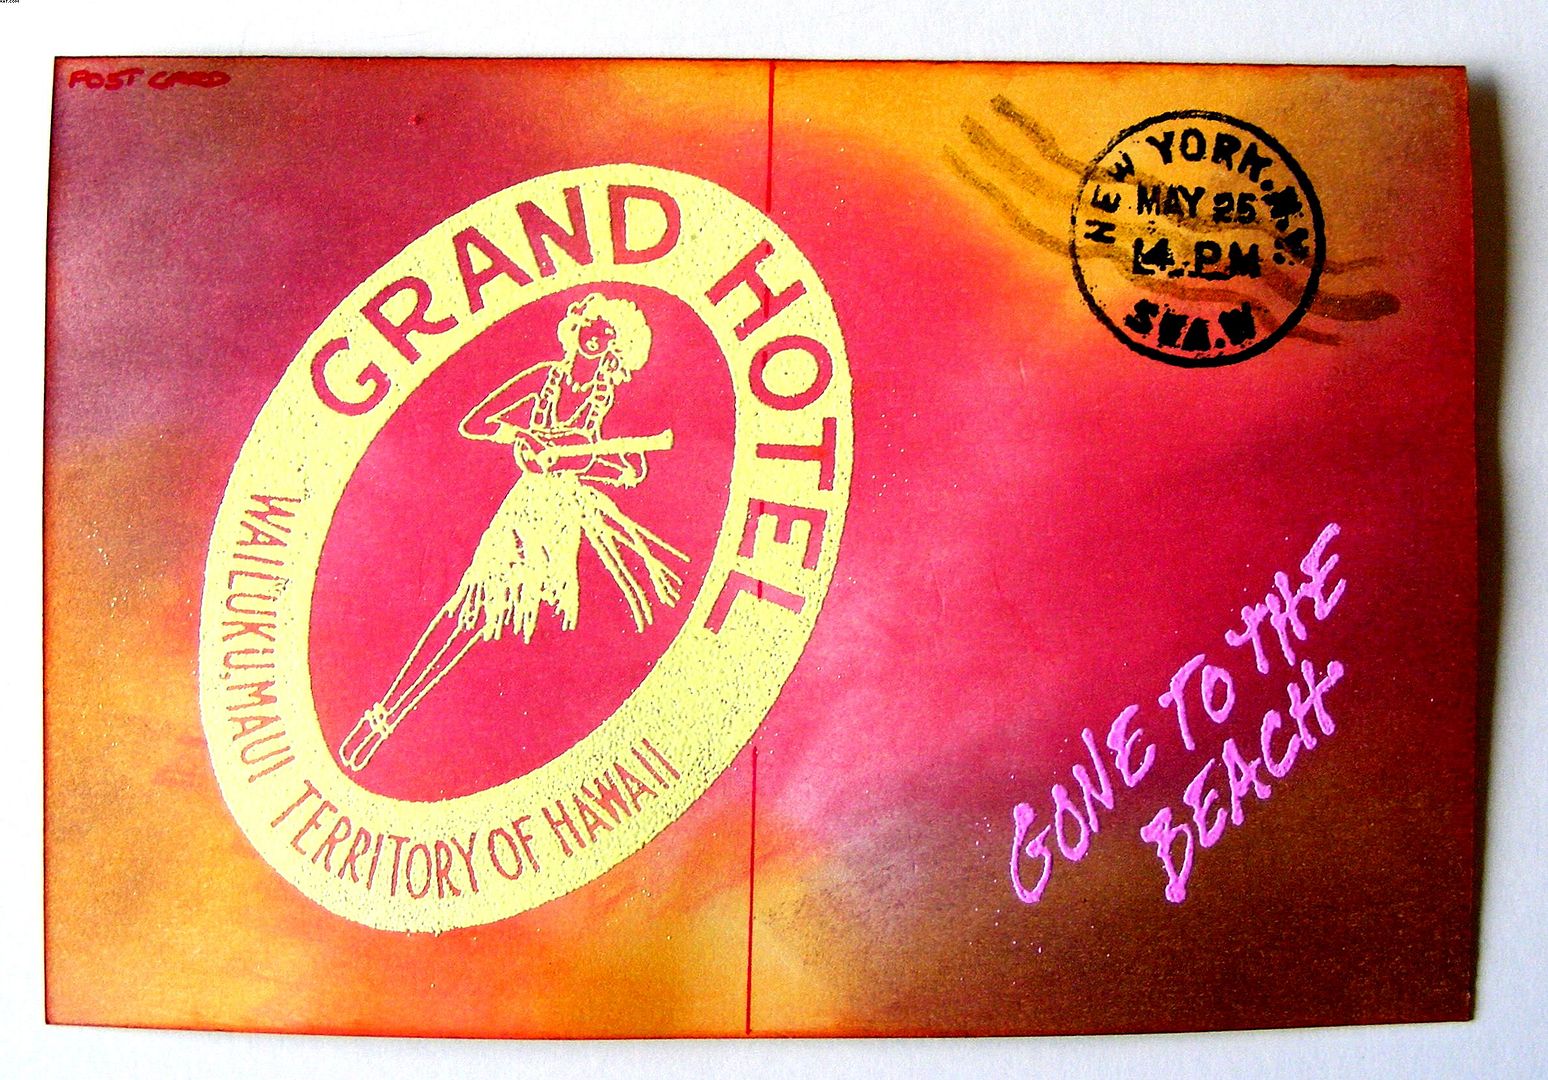 POST CARD
GRAND HOTEL
WAILUKU, MAUI TERRITORY OF HAWAII
NEW YORK, N.Y.
MAY 25
4 PM
GONE TO THE
BEACH.